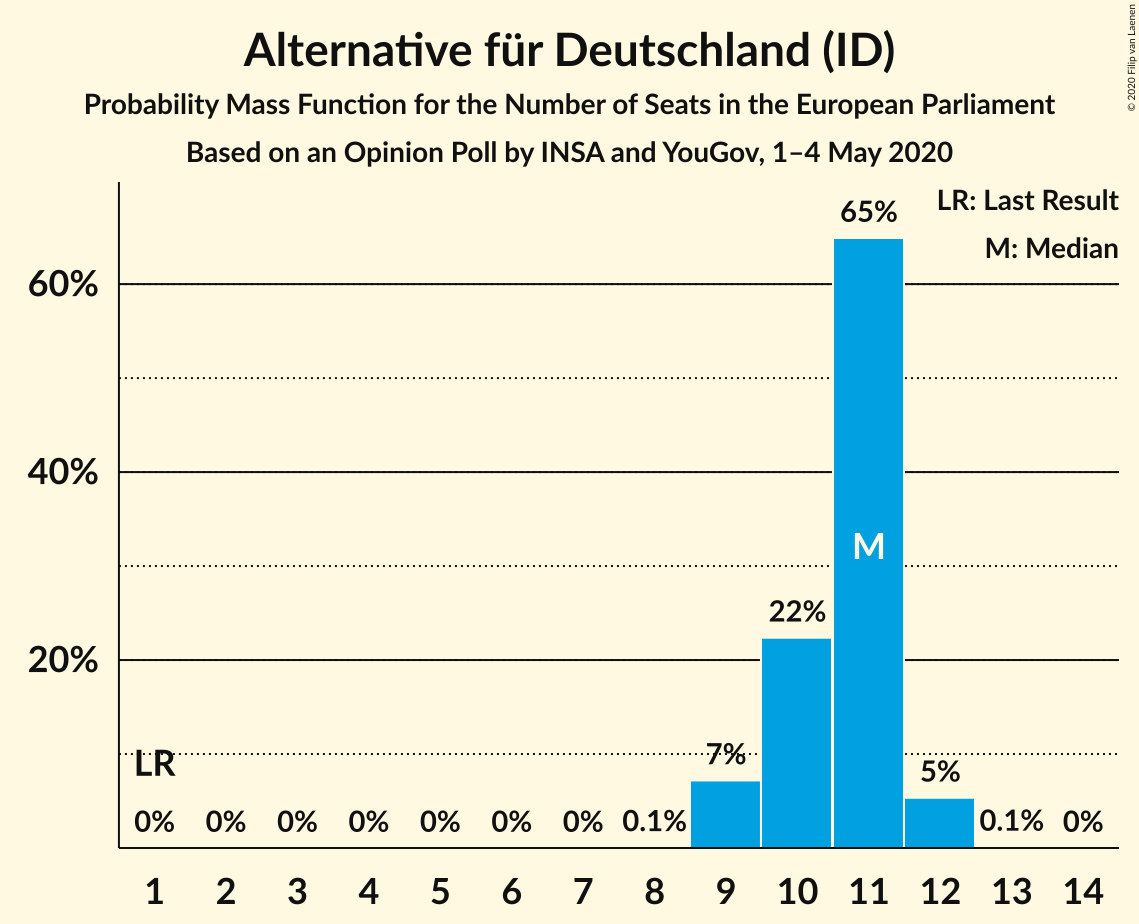 Alternative für Deutschland (ID)
Probability Mass Function for the Number of Seats in the European Parliament
Based on an Opinion Poll by INSA and YouGov, 1–4 May 2020
© 2020 Filip van Laenen
LR: Last Result
M: Median
65%
60%
40%
M
22%
20%
7%
LR
5%
0% 0% 0% 0% 0% 0% 0% 0.1% 0.1% 0%
1 2 3 4 5 6 7 8 9 10 11 12 13 14